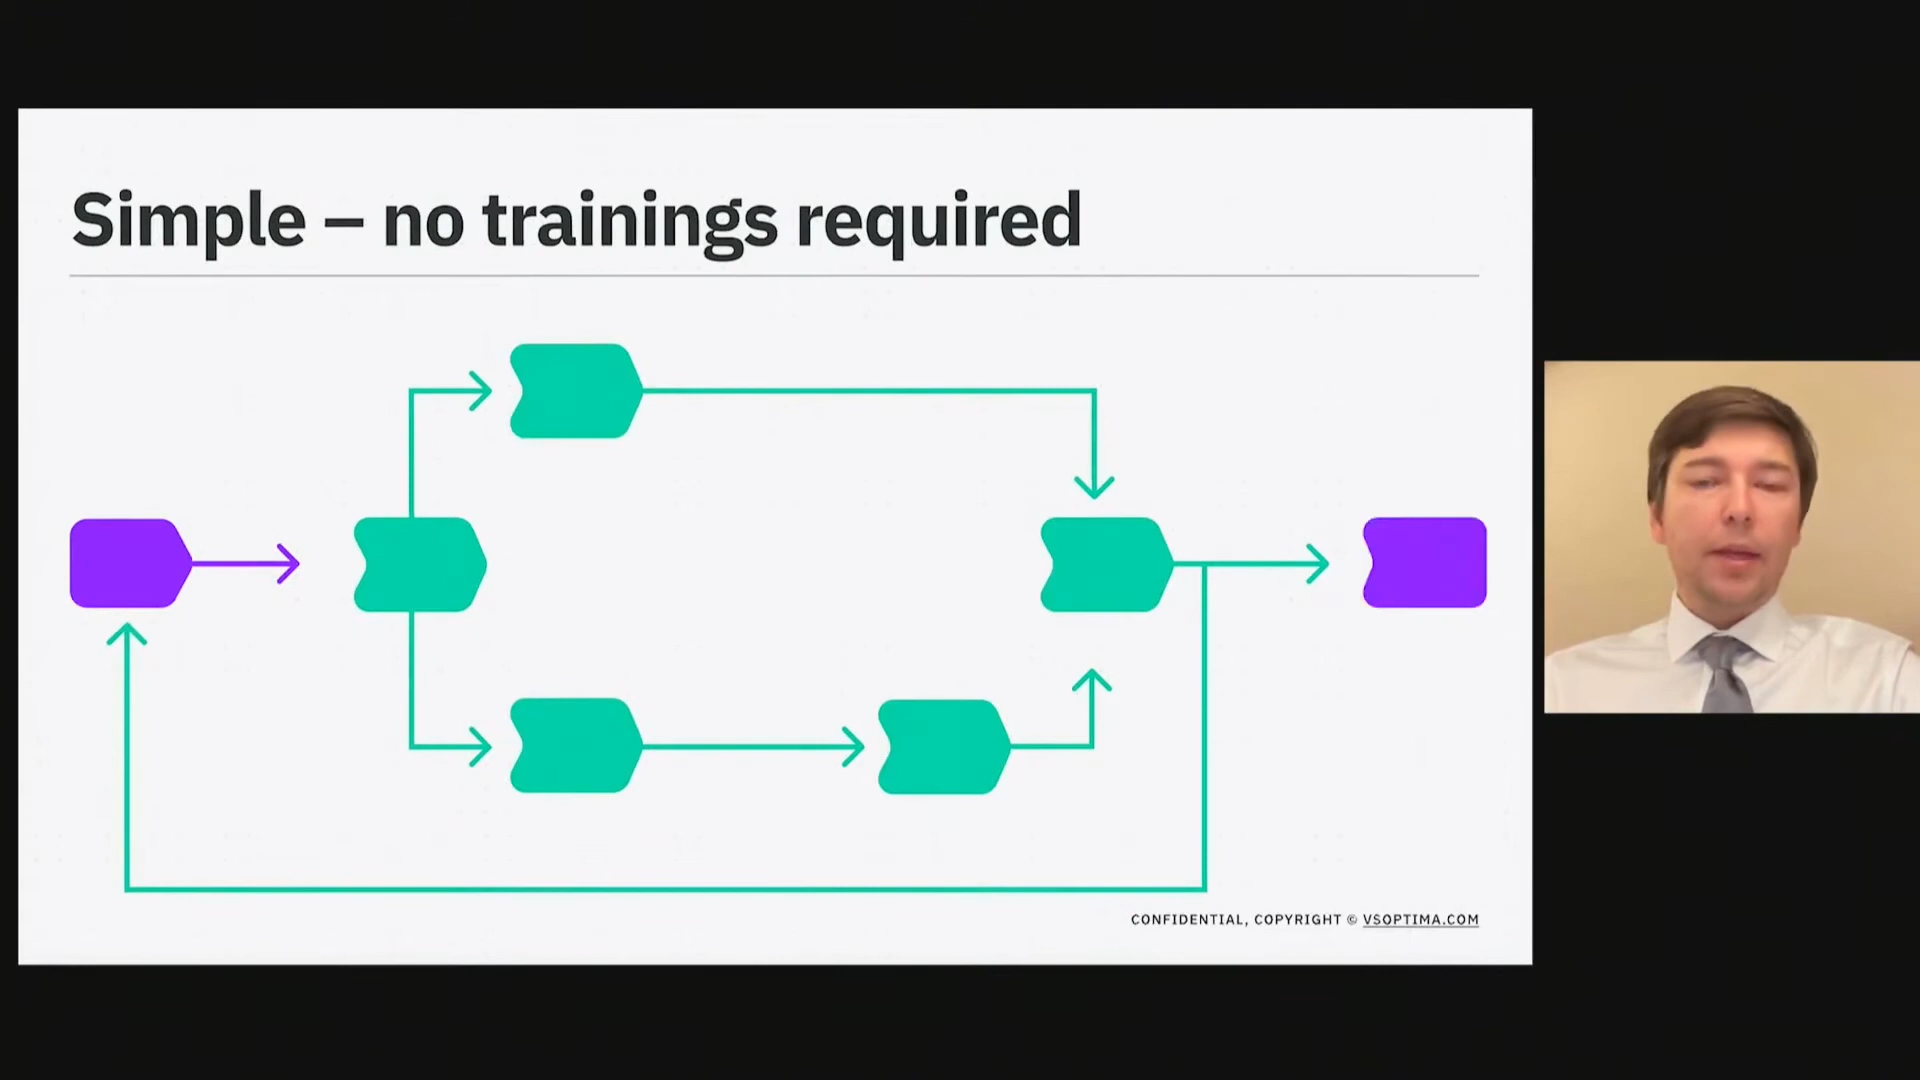 Simple – no trainings required
CONFIDENTIAL, COPYRIGHT © VSOPTIMA.COM